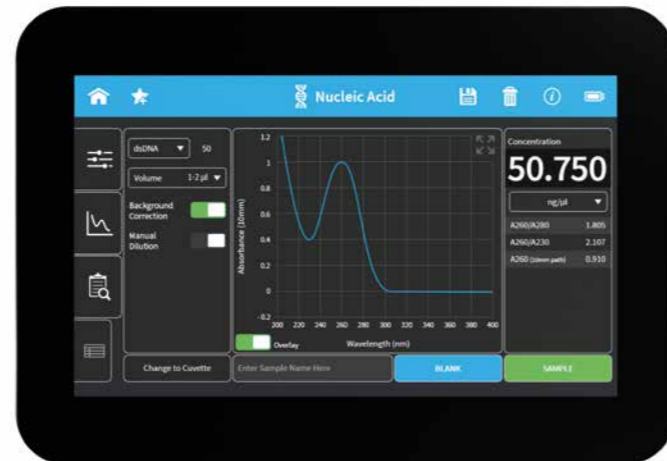 Nucleic Acid
dsDNA 50
Volume 1-2 µl
Background
Correction
Manual
Dilution
1.2
1
0.8
0.6
0.4
0.2
0
-0.2
Absorbance (10mm)
200 220 240 260 280 300 320 340 360 380 400
Overlay
Wavelength (nm)
Concentration
50.750
ng/µl
A260/A280 1.805
A260/A230 2.107
A260 (10mm path) 0.910
Change to Cuvette
Enter Sample Name Here
BLANK
SAMPLE